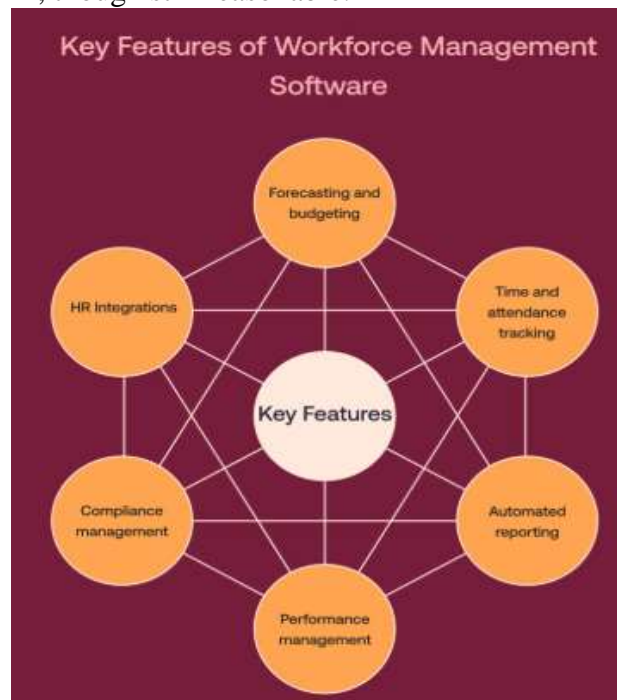 Key Features of Workforce Management
Software
Forecasting and
budgeting
HR Integrations
Time and
attendance
tracking
Key Features
Compliance
management
Automated
reporting
Performance
management